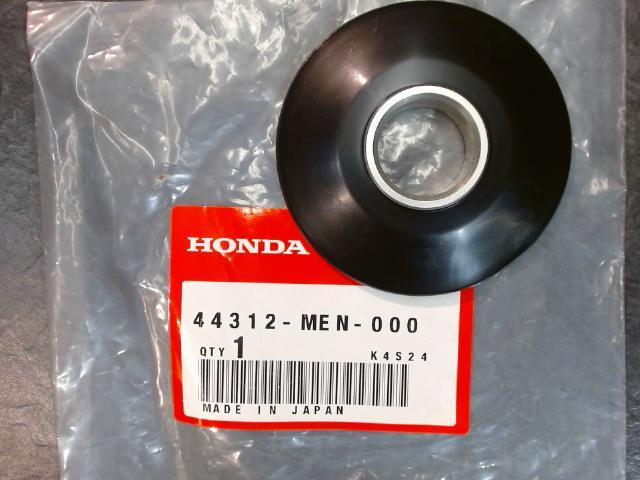 HONDA
44312-MEN-000
QTY 1 K4S24
MADE IN JAPAN